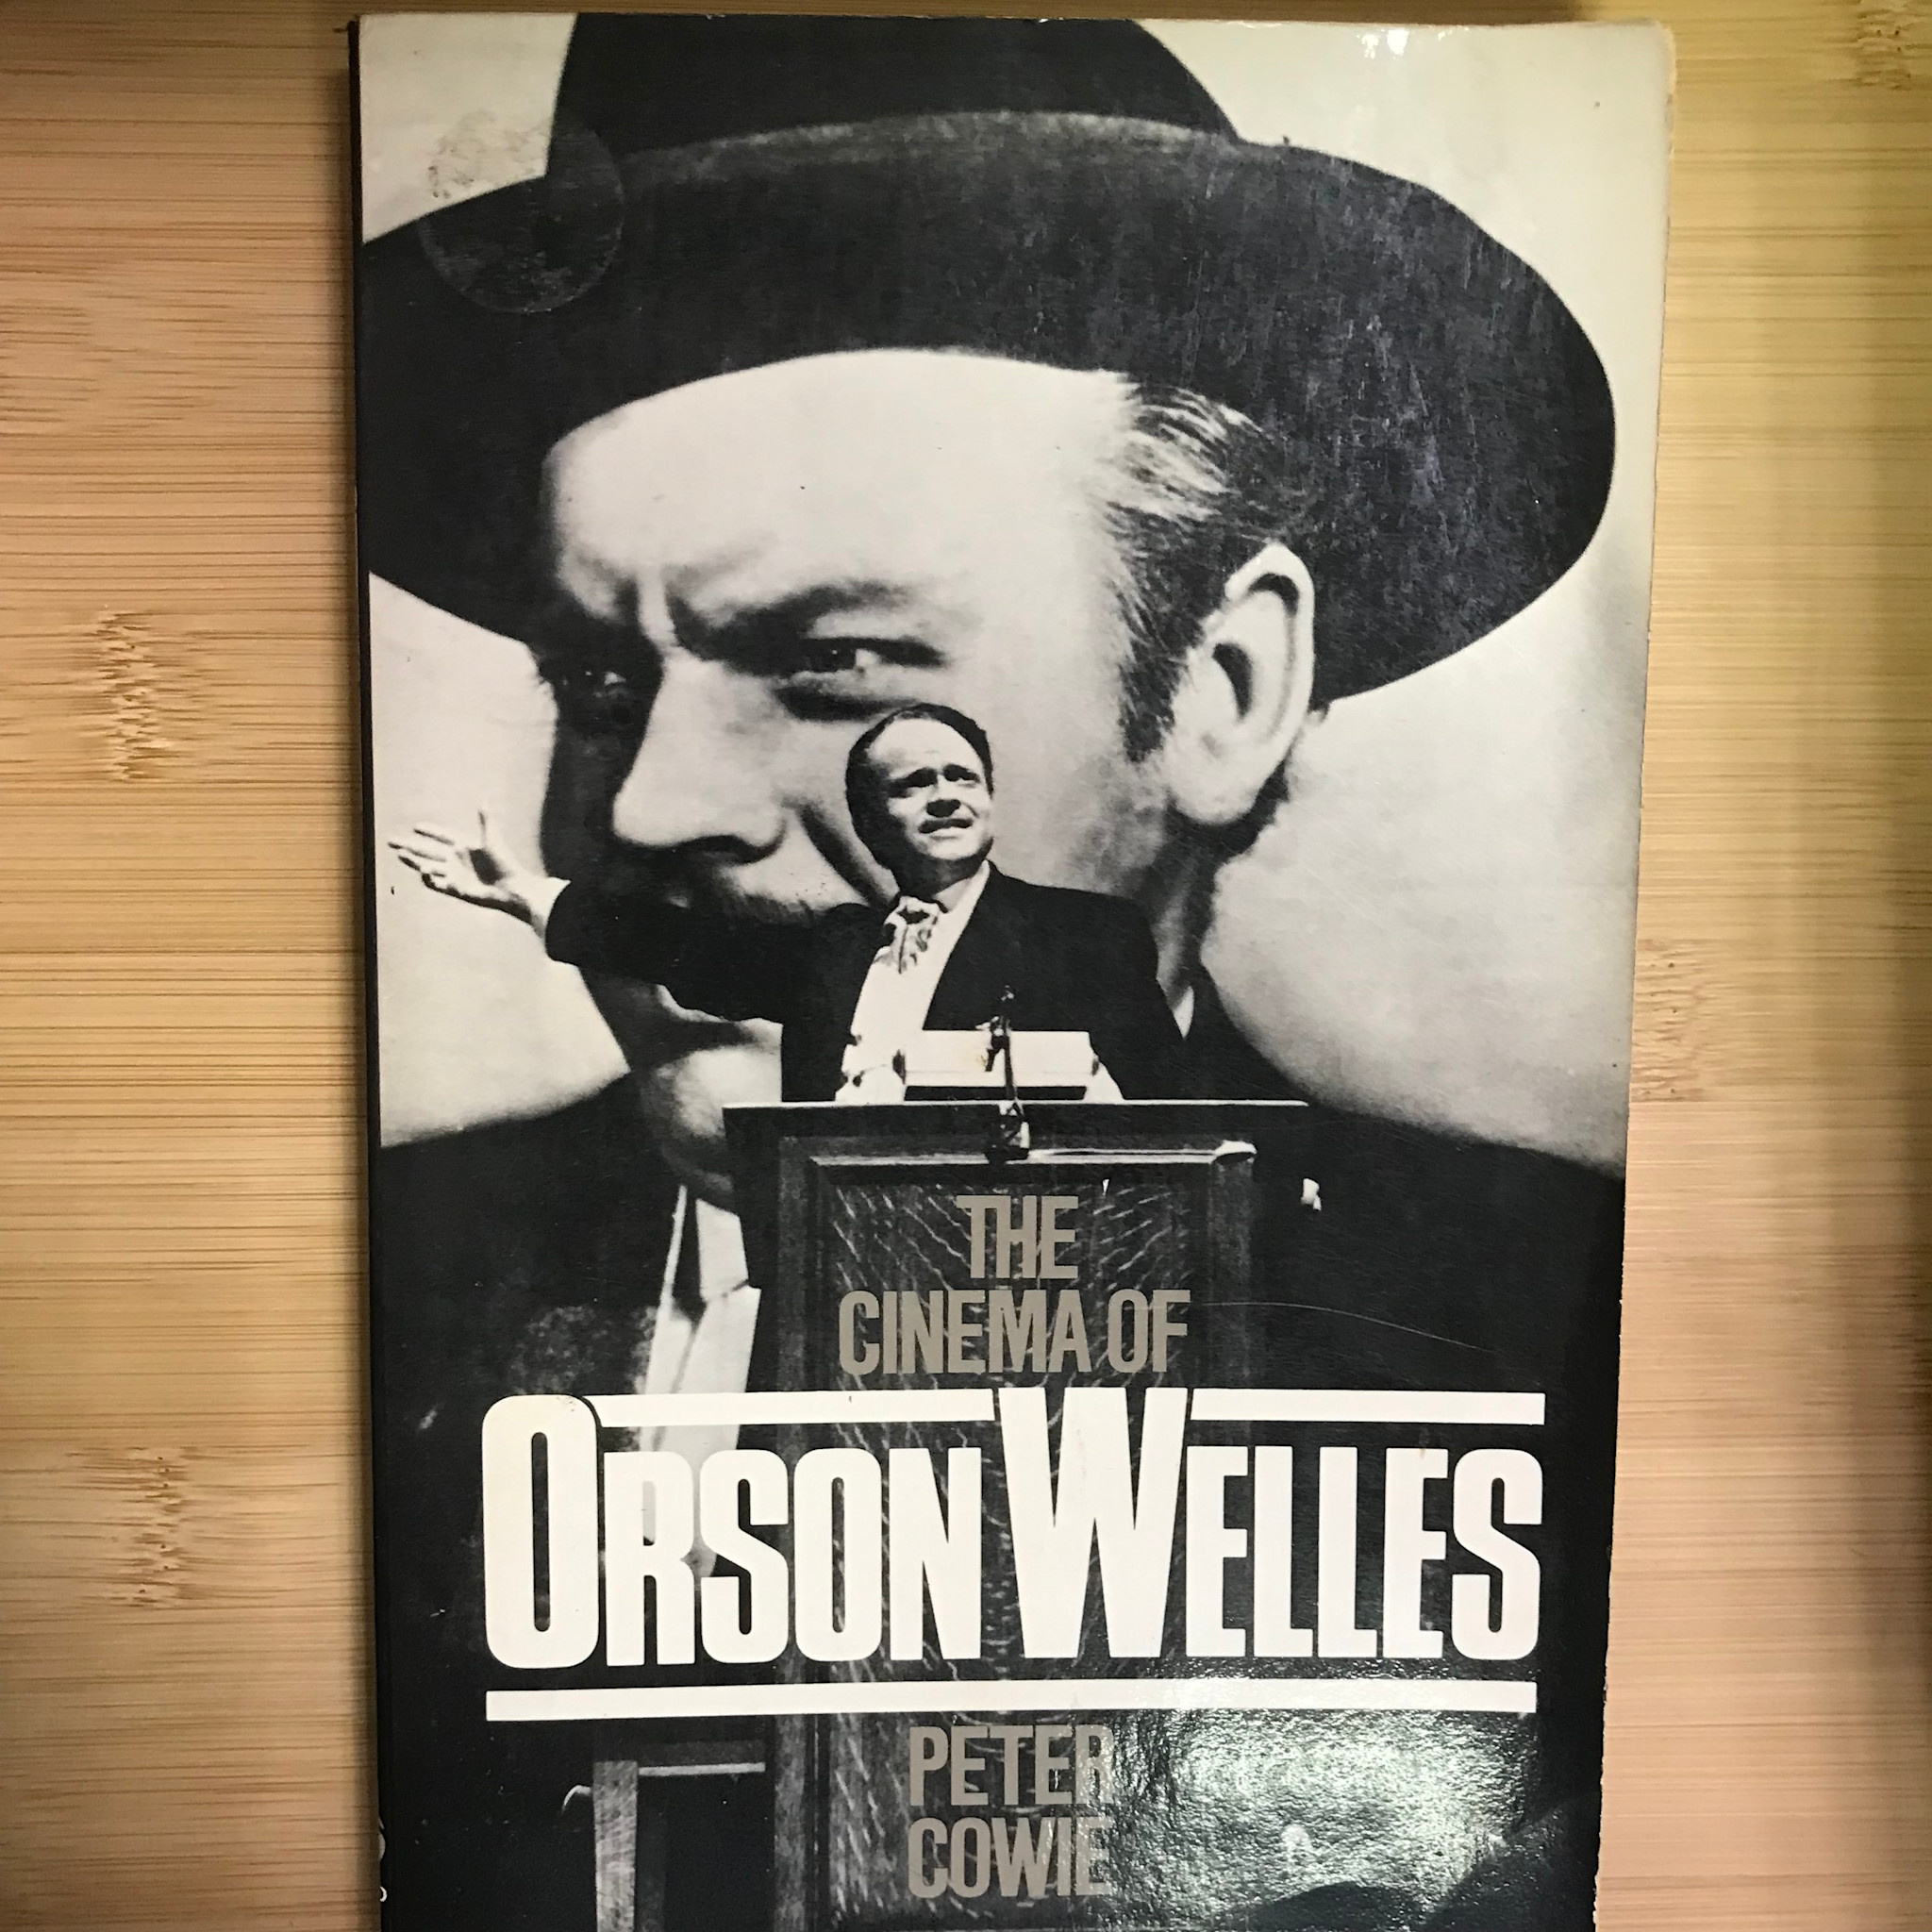 THE
CINEMA OF
ORSON WELLES
PETER
COWIE